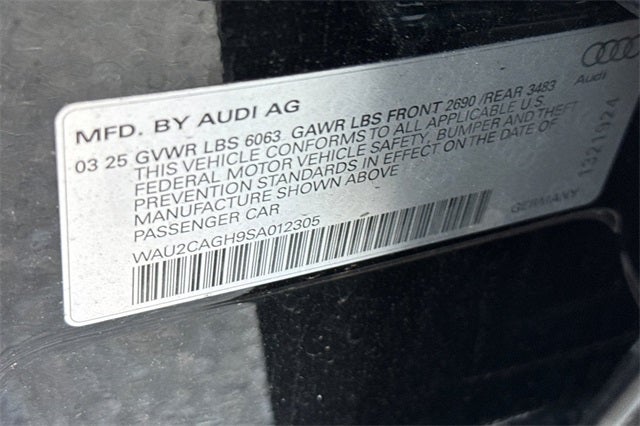 MFD. BY AUDI AG
03 25 GVWR LBS 6063 GAWR LBS FRONT 2690 /REAR 3483
THIS VEHICLE CONFORMS TO ALL APPLICABLE U.S.
FEDERAL MOTOR VEHICLE SAFETY, BUMPER AND THEFT
PREVENTION STANDARDS IN EFFECT ON THE DATE OF
MANUFACTURE SHOWN ABOVE
PASSENGER CAR
WAU2CAGH9SA012305
GERMANY
Audi
1321924